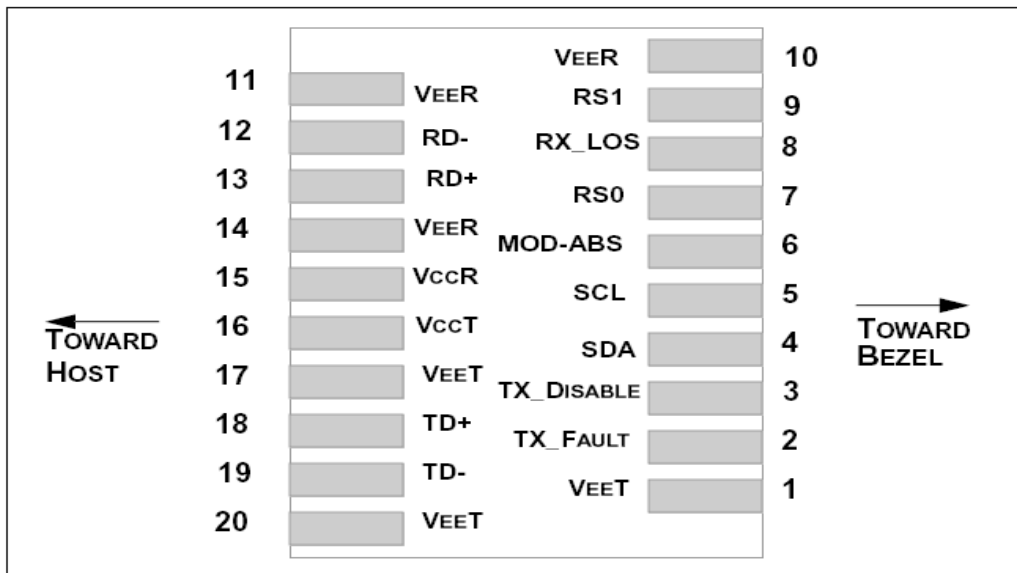 11 VEER
12 RD-
13 RD+
14 VEER
15 VCCR
16 VCCT
17 VEET
18 TD+
19 TD-
20 VEET
VEER 10
RS1 9
RX_LOS 8
RS0 7
MOD-ABS 6
SCL 5
SDA 4
TX_DISABLE 3
TX_FAULT 2
VEET 1
TOWARD
HOST
TOWARD
BEZEL